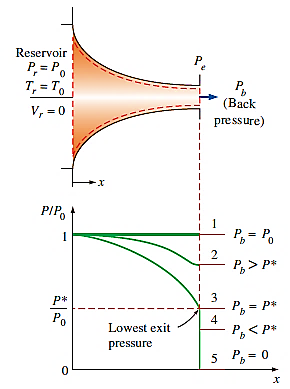 Reservoir
P_r = P_0
T_r = T_0
V_r = 0
P_e
P_b
(Back
pressure)
x
P/P_0
1
P*
P_0
0
Lowest exit
pressure
1 P_b = P_0
2 P_b > P*
3 P_b = P*
4 P_b < P*
5 P_b = 0
x